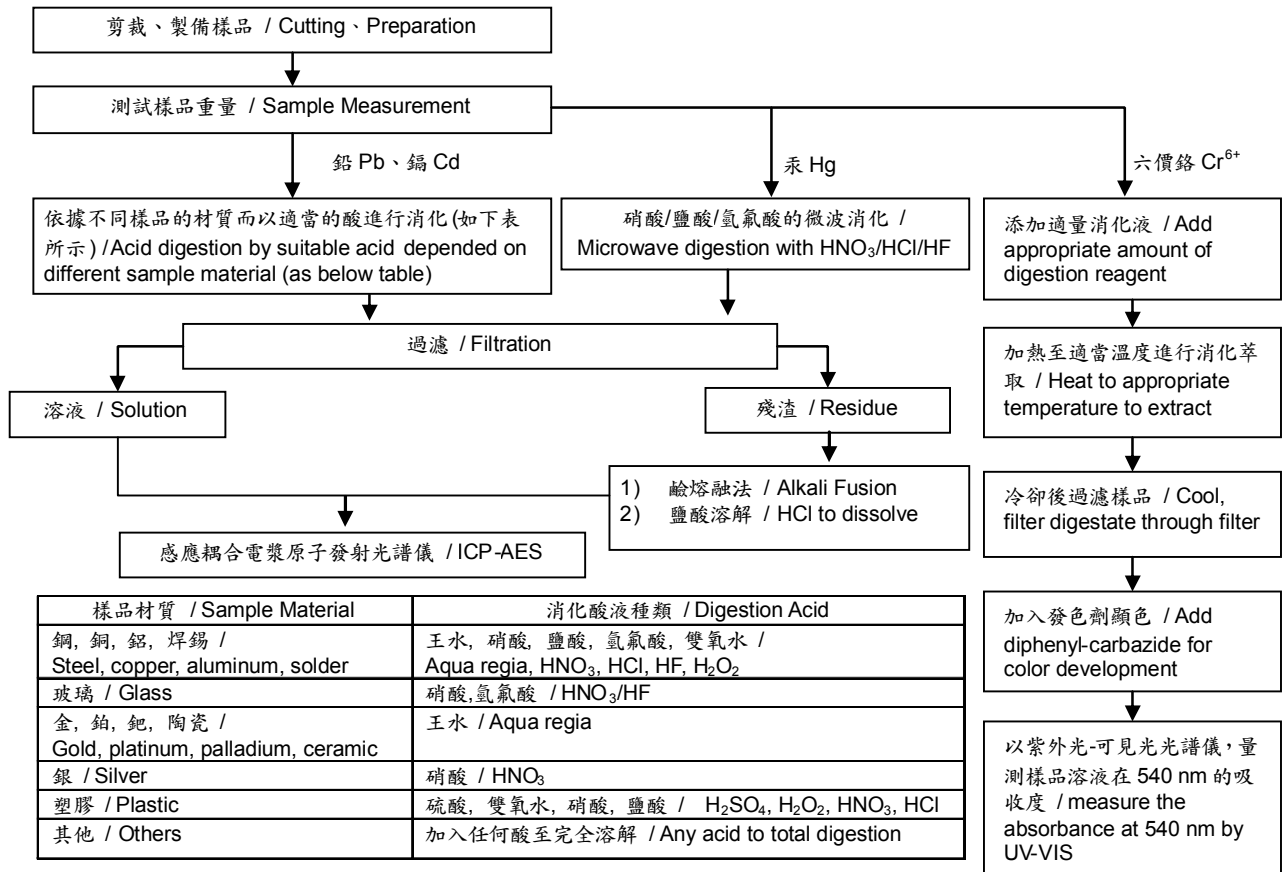 剪裁、製備樣品 / Cutting、Preparation
測試樣品重量 / Sample Measurement
鉛 Pb、鎘 Cd
汞 Hg
六價鉻 Cr⁶⁺
依據不同樣品的材質而以適當的酸進行消化(如下表
所示) / Acid digestion by suitable acid depended on
different sample material (as below table)
硝酸/鹽酸/氫氟酸的微波消化 /
Microwave digestion with HNO₃/HCl/HF
添加適量消化液 / Add
appropriate amount of
digestion reagent
過濾 / Filtration
加熱至適當溫度進行消化萃
取 / Heat to appropriate
temperature to extract
溶液 / Solution
殘渣 / Residue
1) 鹼熔融法 / Alkali Fusion
2) 鹽酸溶解 / HCl to dissolve
冷卻後過濾樣品 / Cool,
filter digestate through filter
感應耦合電漿原子發射光譜儀 / ICP-AES
樣品材質 / Sample Material
消化酸液種類 / Digestion Acid
鋼, 銅, 鋁, 焊錫 /
Steel, copper, aluminum, solder
王水, 硝酸, 鹽酸, 氫氟酸, 雙氧水 /
Aqua regia, HNO₃, HCl, HF, H₂O₂
玻璃 / Glass
硝酸,氫氟酸 / HNO₃/HF
金, 鉑, 鈀, 陶瓷 /
Gold, platinum, palladium, ceramic
王水 / Aqua regia
銀 / Silver
硝酸 / HNO₃
塑膠 / Plastic
硫酸, 雙氧水, 硝酸, 鹽酸 / H₂SO₄, H₂O₂, HNO₃, HCl
其他 / Others
加入任何酸至完全溶解 / Any acid to total digestion
加入發色劑顯色 / Add
diphenyl-carbazide for
color development
以紫外光-可見光光譜儀，量
測樣品溶液在 540 nm 的吸
收度 / measure the
absorbance at 540 nm by
UV-VIS